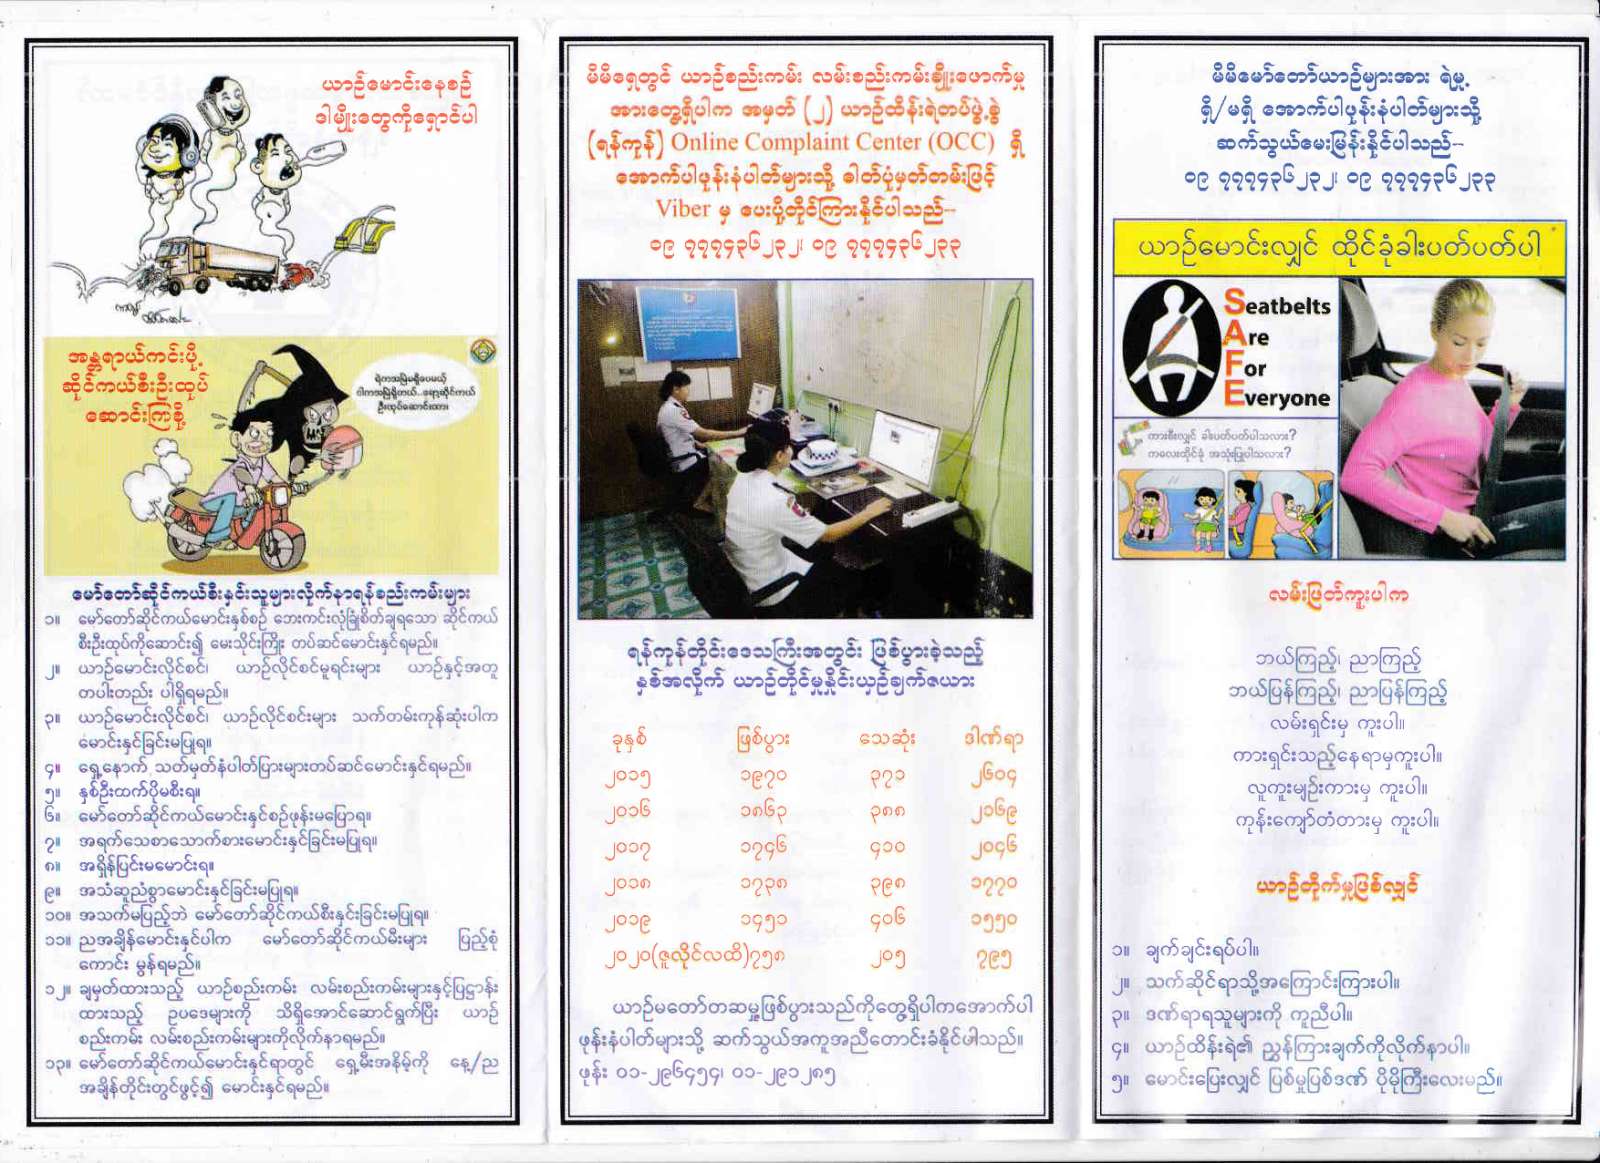 ယာဉ်မောင်းနေစဉ်
ဒါမျိုးတွေကိုရှောင်ပါ
အန္တရာယ်ကင်းဖို့
ဆိုင်ကယ်စီးဦးထုပ်
ဆောင်းကြစို့
ရဲကအမြဲမရှိပေမယ့်
ငါကအမြဲရှိတယ်...ရော့ဆိုင်ကယ်
ဦးထုပ်ဆောင်းထား
မော်တော်ဆိုင်ကယ်စီးနင်းသူများလိုက်နာရန်စည်းကမ်းများ
၁။ မော်တော်ဆိုင်ကယ်မောင်းနှင်စဉ် ဘေးကင်းလုံခြုံစိတ်ချရသော ဆိုင်ကယ်
စီးဦးထုပ်ကိုဆောင်း၍ မေးသိုင်းကြိုး တပ်ဆင်မောင်းနှင်ရမည်။
၂။ ယာဉ်မောင်းလိုင်စင်၊ ယာဉ်လိုင်စင်မူရင်းများ ယာဉ်နှင့်အတူ
တပါးတည်း ပါရှိရမည်။
၃။ ယာဉ်မောင်းလိုင်စင်၊ ယာဉ်လိုင်စင်များ သက်တမ်းကုန်ဆုံးပါက
မောင်းနှင်ခြင်းမပြုရ။
၄။ ရှေ့နောက် သတ်မှတ်နံပါတ်ပြားများတပ်ဆင်မောင်းနှင်ရမည်။
၅။ နှစ်ဦးထက်ပိုမစီးရ။
၆။ မော်တော်ဆိုင်ကယ်မောင်းနှင်စဉ်ဖုန်းမပြောရ။
၇။ အရက်သေစာသောက်စားမောင်းနှင်ခြင်းမပြုရ။
၈။ အရှိန်ပြင်းမမောင်းရ။
၉။ အသံဆူညံစွာမောင်းနှင်ခြင်းမပြုရ။
၁၀။ အသက်မပြည့်ဘဲ မော်တော်ဆိုင်ကယ်စီးနှင်းခြင်းမပြုရ။
၁၁။ ညအချိန်မောင်းနှင်ပါက မော်တော်ဆိုင်ကယ်မီးများ ပြည့်စုံ
ကောင်း မွန်ရမည်။
၁၂။ ချမှတ်ထားသည့် ယာဉ်စည်းကမ်း လမ်းစည်းကမ်းများနှင့်ပြဋ္ဌာန်း
ထားသည့် ဥပဒေများကို သိရှိအောင်ဆောင်ရွက်ပြီး ယာဉ်
စည်းကမ်း လမ်းစည်းကမ်းများကိုလိုက်နာရမည်။
၁၃။ မော်တော်ဆိုင်ကယ်မောင်းနှင်ရာတွင် ရှေ့မီးအနိမ့်ကို နေ့/ည
အချိန်တိုင်းတွင်ဖွင့်၍ မောင်းနှင်ရမည်။
မိမိရှေ့တွင် ယာဉ်စည်းကမ်း လမ်းစည်းကမ်းချိုးဖောက်မှု
အားတွေ့ရှိပါက အမှတ် (၂) ယာဉ်ထိန်းရဲတပ်ဖွဲ့ခွဲ
(ရန်ကုန်) Online Complaint Center (OCC) ရှိ
အောက်ပါဖုန်းနံပါတ်များသို့ ဓါတ်ပုံမှတ်တမ်းဖြင့်
Viber မှ ပေးပို့တိုင်ကြားနိုင်ပါသည်--
၀၉ ၇၇၇၄၃၆၂၃၂၊ ၀၉ ၇၇၇၄၃၆၂၃၃
ရန်ကုန်တိုင်းဒေသကြီးအတွင်း ဖြစ်ပွားခဲ့သည့်
နှစ်အလိုက် ယာဉ်တိုင်မှုနှိုင်းယှဉ်ချက်ဇယား
ခုနှစ် ဖြစ်ပွား သေဆုံး ဒါဏ်ရာ
၂၀၁၅ ၁၉၇၀ ၃၇၁ ၂၆၀၄
၂၀၁၆ ၁၈၆၃ ၃၈၈ ၂၁၆၉
၂၀၁၇ ၁၇၄၆ ၄၁၀ ၂၀၄၆
၂၀၁၈ ၁၇၃၈ ၃၉၈ ၁၇၇၀
၂၀၁၉ ၁၄၅၁ ၄၀၆ ၁၅၅၀
၂၀၂၀(ဇူလိုင်လထိ)၇၅၈ ၂၀၅ ၇၉၅
ယာဉ်မတော်တဆမှုဖြစ်ပွားသည်ကိုတွေ့ရှိပါကအောက်ပါ
ဖုန်းနံပါတ်များသို့ ဆက်သွယ်အကူအညီတောင်းခံနိုင်ပါသည်။
ဖုန်း ၀၁-၂၉၆၄၅၄၊ ၀၁-၂၉၁၂၈၅
မိမိမော်တော်ယာဉ်များအား ရဲမှု့
ရှိ/မရှိ အောက်ပါဖုန်းနံပါတ်များသို့
ဆက်သွယ်မေးမြန်းနိုင်ပါသည်--
၀၉ ၇၇၇၄၃၆၂၃၂၊ ၀၉ ၇၇၇၄၃၆၂၃၃
ယာဉ်မောင်းလျှင် ထိုင်ခုံခါးပတ်ပတ်ပါ
Seatbelts
Are
For
Everyone
ကားစီးလျှင် ခါးပတ်ပတ်ပါသလား?
ကလေးထိုင်ခုံ အသုံးပြုပါသလား?
လမ်းဖြတ်ကူးပါက
ဘယ်ကြည့်၊ ညာကြည့်
ဘယ်ပြန်ကြည့်၊ ညာပြန်ကြည့်
လမ်းရှင်းမှ ကူးပါ။
ကားရှင်းသည့်နေရာမှကူးပါ။
လူကူးမျဉ်းကားမှ ကူးပါ။
ကုန်းကျော်တံတားမှ ကူးပါ။
ယာဉ်တိုက်မှုဖြစ်လျှင်
၁။ ချက်ချင်းရပ်ပါ။
၂။ သက်ဆိုင်ရာသို့အကြောင်းကြားပါ။
၃။ ဒဏ်ရာရသူများကို ကူညီပါ။
၄။ ယာဉ်ထိန်းရဲ၏ ညွှန်ကြားချက်ကိုလိုက်နာပါ။
၅။ မောင်းပြေးလျှင် ပြစ်မှုပြစ်ဒဏ် ပိုမိုကြီးလေးမည်။